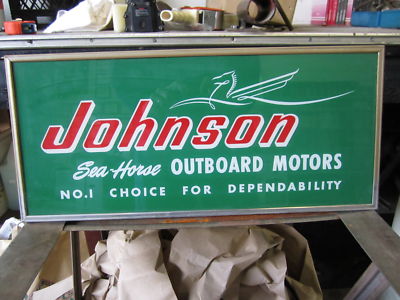 Johnson
Sea-Horse OUTBOARD MOTORS
NO.1 CHOICE FOR DEPENDABILITY